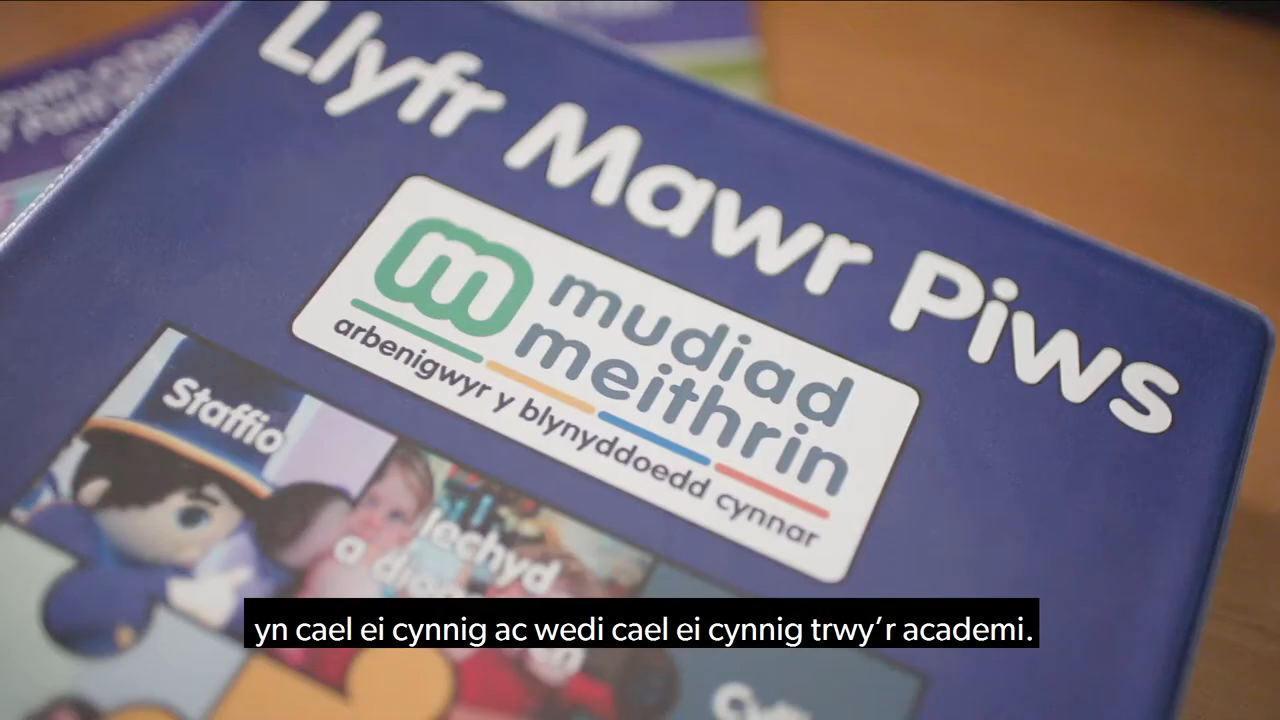 Llyfr Mawr Piws
mudiad
meithrin
arbenigwyr y blynyddoedd cynnar
Staffio
Iechyd
yn cael ei cynnig ac wedi cael ei cynnig trwy'r academi.